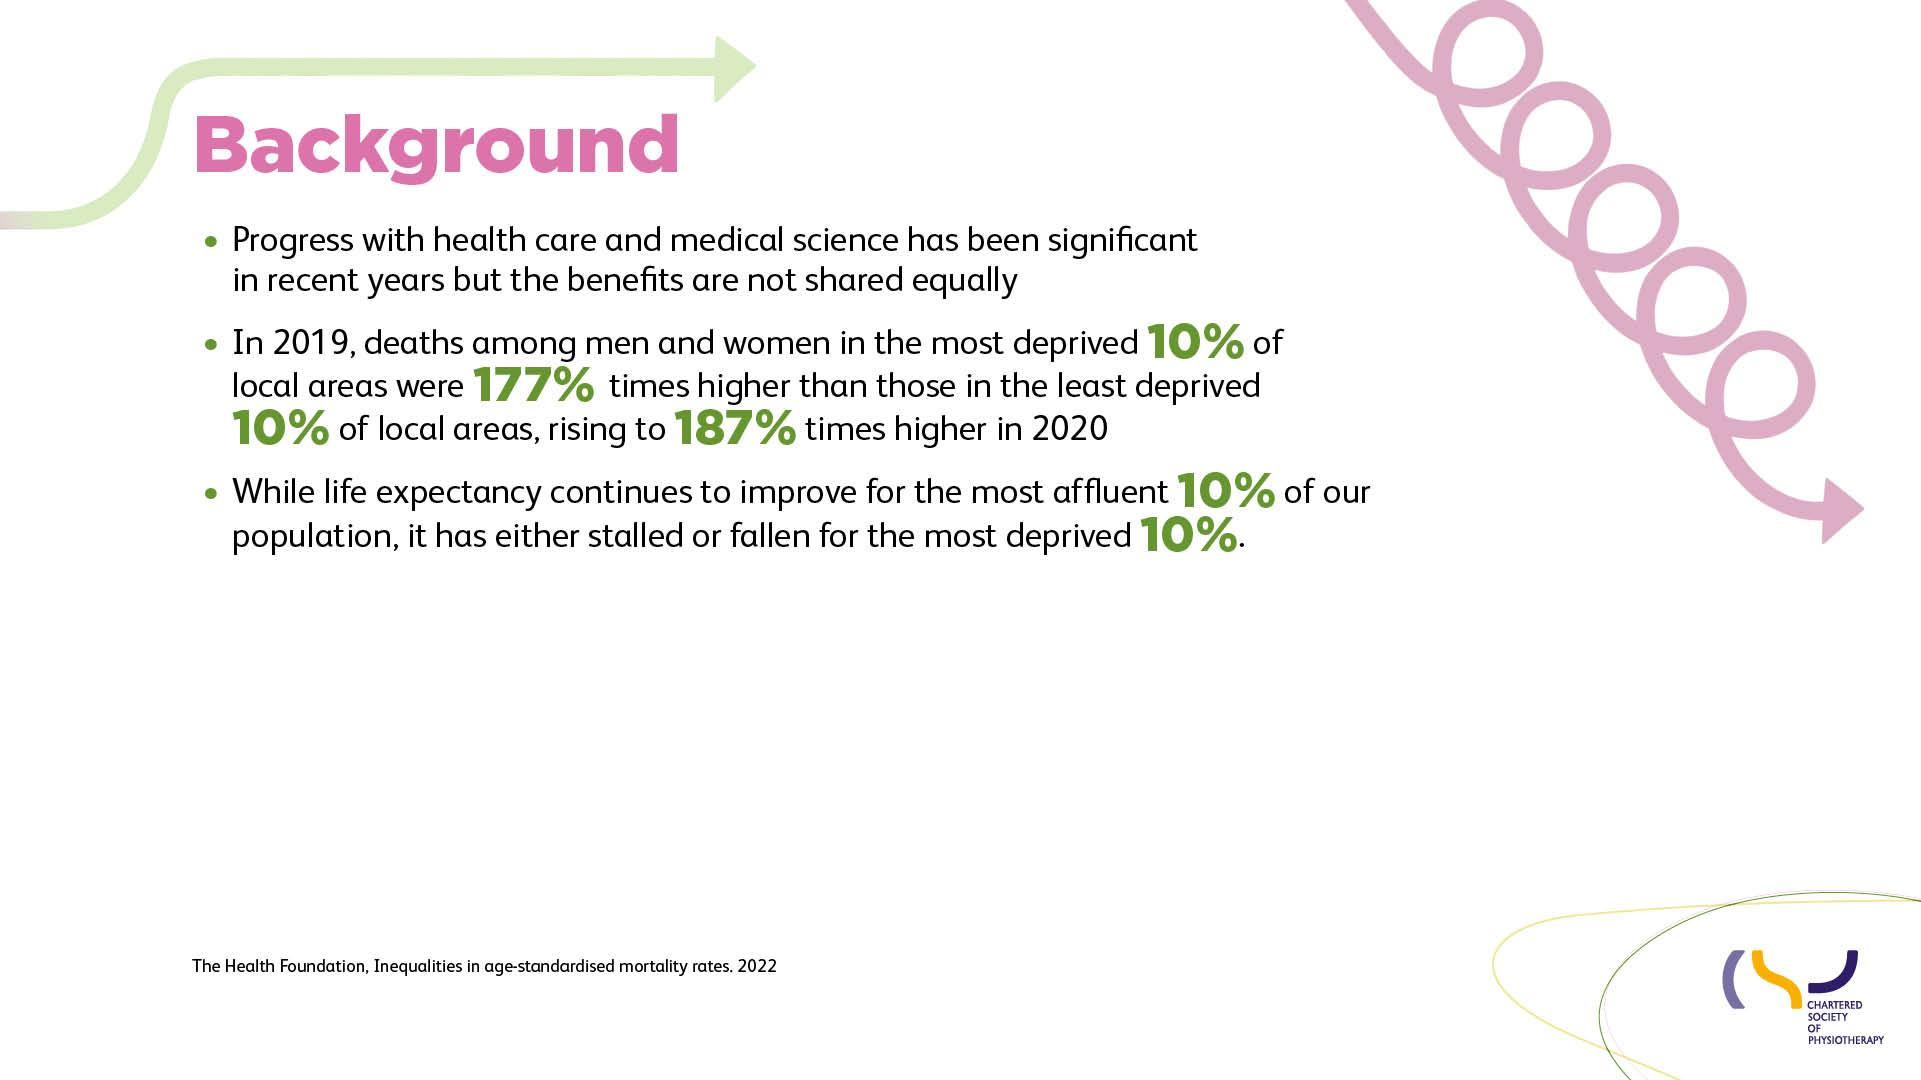 Background
• Progress with health care and medical science has been significant
in recent years but the benefits are not shared equally
• In 2019, deaths among men and women in the most deprived 10% of
local areas were 177% times higher than those in the least deprived
10% of local areas, rising to 187% times higher in 2020
• While life expectancy continues to improve for the most affluent 10% of our
population, it has either stalled or fallen for the most deprived 10%.
The Health Foundation, Inequalities in age-standardised mortality rates. 2022
CHARTERED
SOCIETY
OF
PHYSIOTHERAPY